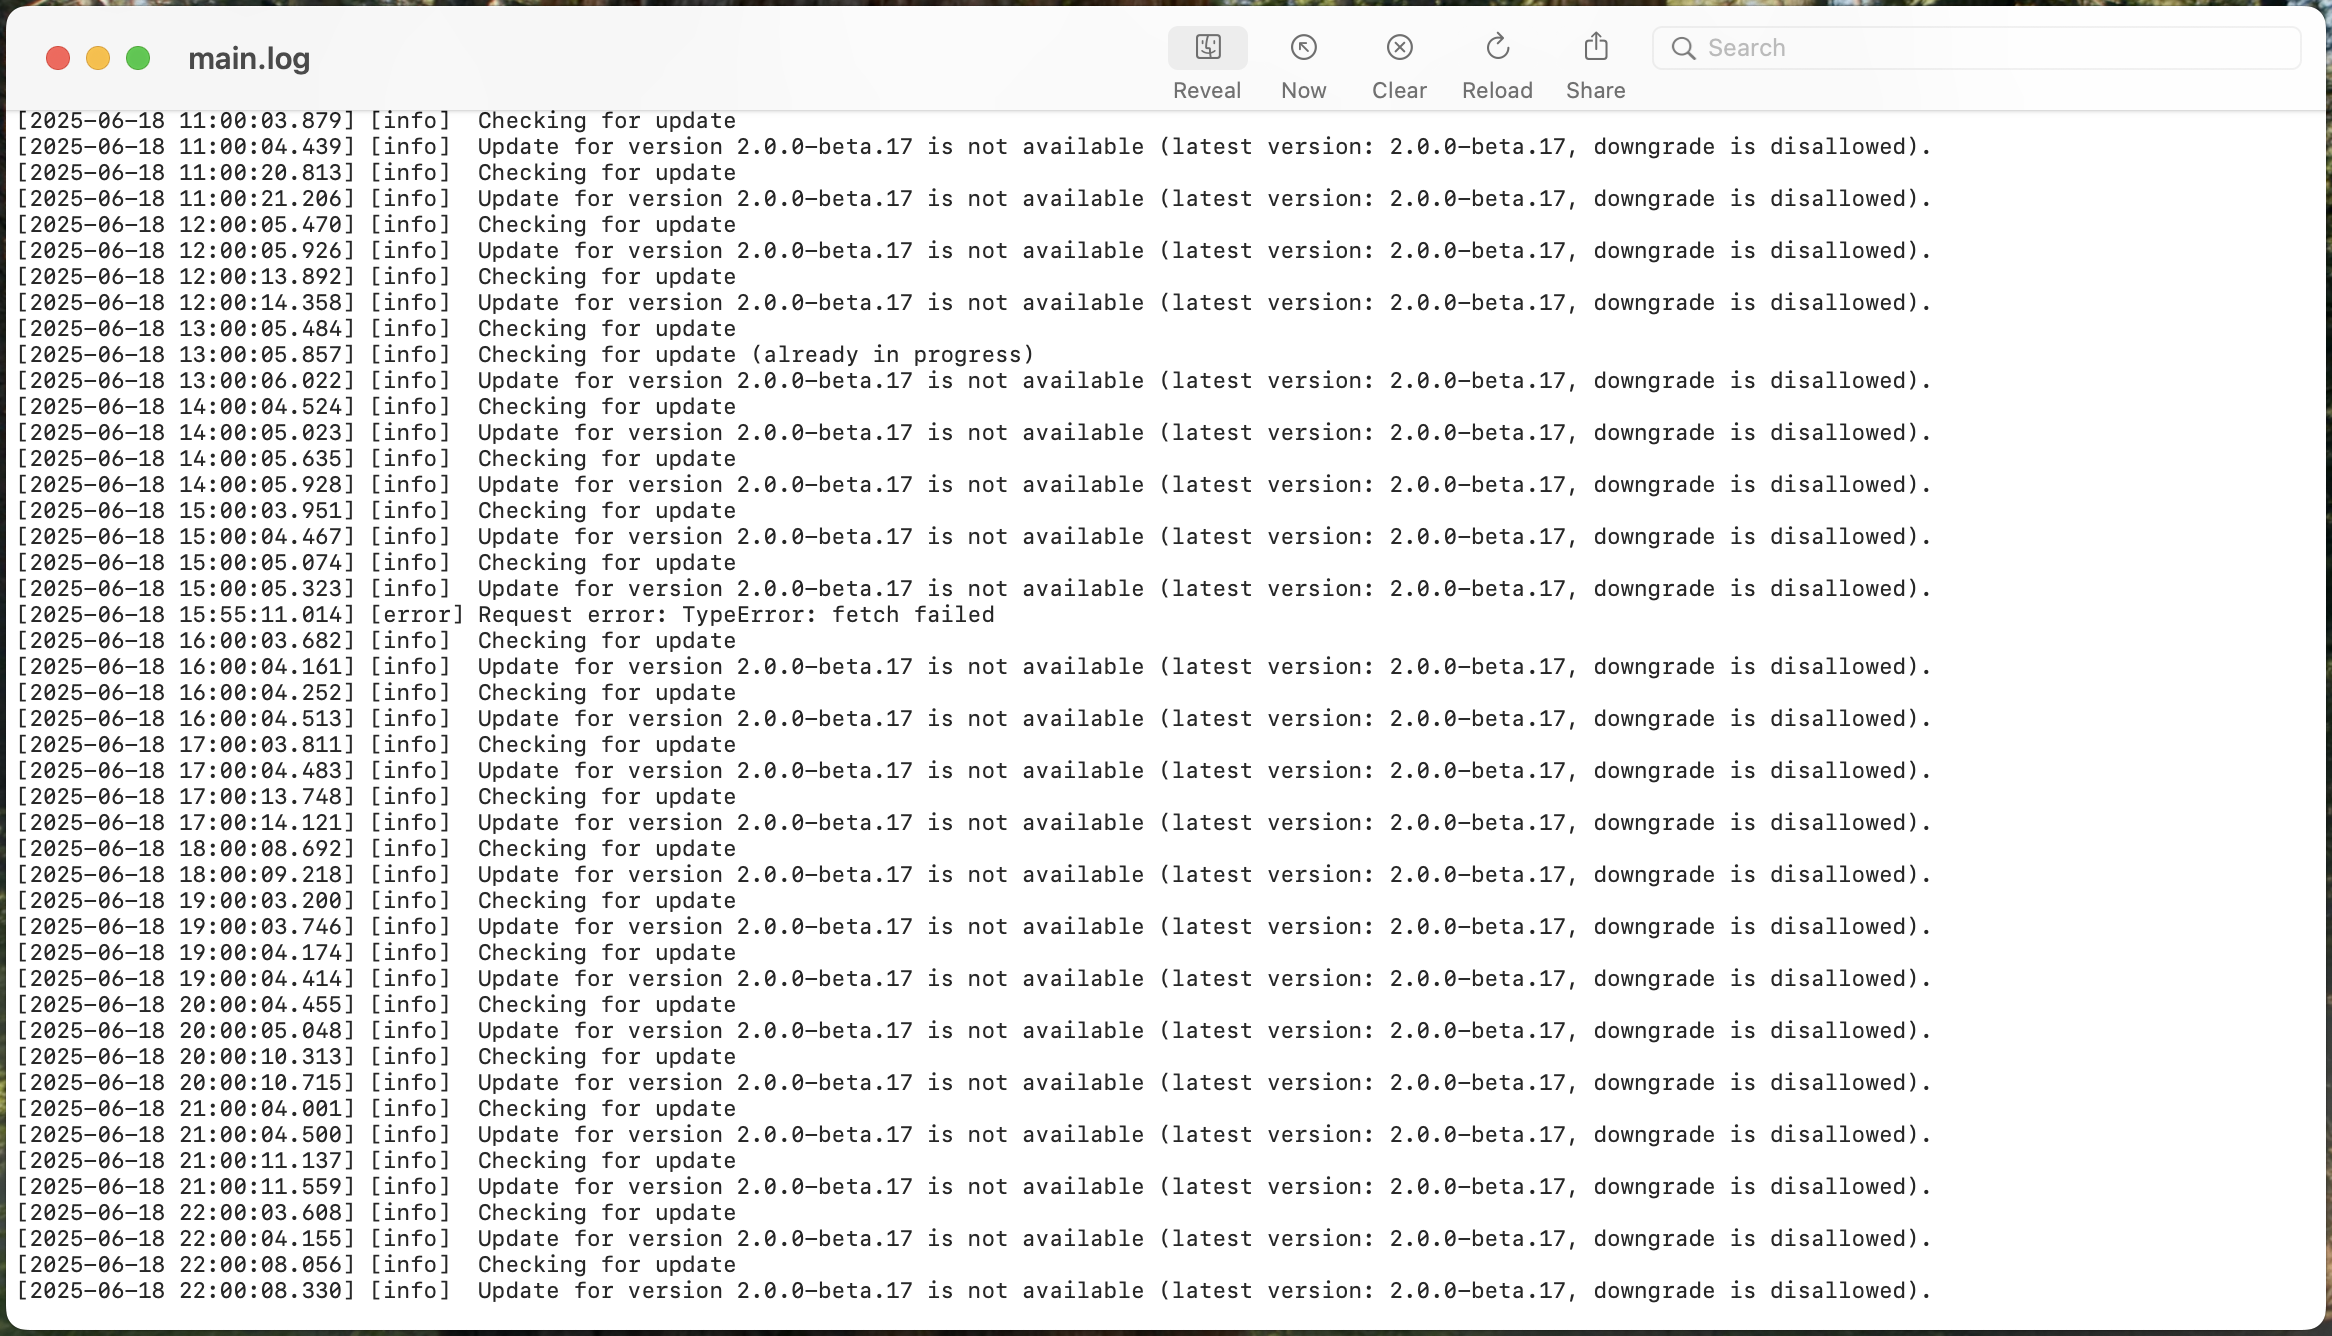 main.log
Reveal
Now
Clear
Reload
Share
Search
[2025-06-18 11:00:03.879] [info]  Checking for update
[2025-06-18 11:00:04.439] [info]  Update for version 2.0.0-beta.17 is not available (latest version: 2.0.0-beta.17, downgrade is disallowed).
[2025-06-18 11:00:20.813] [info]  Checking for update
[2025-06-18 11:00:21.206] [info]  Update for version 2.0.0-beta.17 is not available (latest version: 2.0.0-beta.17, downgrade is disallowed).
[2025-06-18 12:00:05.470] [info]  Checking for update
[2025-06-18 12:00:05.926] [info]  Update for version 2.0.0-beta.17 is not available (latest version: 2.0.0-beta.17, downgrade is disallowed).
[2025-06-18 12:00:13.892] [info]  Checking for update
[2025-06-18 12:00:14.358] [info]  Update for version 2.0.0-beta.17 is not available (latest version: 2.0.0-beta.17, downgrade is disallowed).
[2025-06-18 13:00:05.484] [info]  Checking for update
[2025-06-18 13:00:05.857] [info]  Checking for update (already in progress)
[2025-06-18 13:00:06.022] [info]  Update for version 2.0.0-beta.17 is not available (latest version: 2.0.0-beta.17, downgrade is disallowed).
[2025-06-18 14:00:04.524] [info]  Checking for update
[2025-06-18 14:00:05.023] [info]  Update for version 2.0.0-beta.17 is not available (latest version: 2.0.0-beta.17, downgrade is disallowed).
[2025-06-18 14:00:05.635] [info]  Checking for update
[2025-06-18 14:00:05.928] [info]  Update for version 2.0.0-beta.17 is not available (latest version: 2.0.0-beta.17, downgrade is disallowed).
[2025-06-18 15:00:03.951] [info]  Checking for update
[2025-06-18 15:00:04.467] [info]  Update for version 2.0.0-beta.17 is not available (latest version: 2.0.0-beta.17, downgrade is disallowed).
[2025-06-18 15:00:05.074] [info]  Checking for update
[2025-06-18 15:00:05.323] [info]  Update for version 2.0.0-beta.17 is not available (latest version: 2.0.0-beta.17, downgrade is disallowed).
[2025-06-18 15:55:11.014] [error] Request error: TypeError: fetch failed
[2025-06-18 16:00:03.682] [info]  Checking for update
[2025-06-18 16:00:04.161] [info]  Update for version 2.0.0-beta.17 is not available (latest version: 2.0.0-beta.17, downgrade is disallowed).
[2025-06-18 16:00:04.252] [info]  Checking for update
[2025-06-18 16:00:04.513] [info]  Update for version 2.0.0-beta.17 is not available (latest version: 2.0.0-beta.17, downgrade is disallowed).
[2025-06-18 17:00:03.811] [info]  Checking for update
[2025-06-18 17:00:04.483] [info]  Update for version 2.0.0-beta.17 is not available (latest version: 2.0.0-beta.17, downgrade is disallowed).
[2025-06-18 17:00:13.748] [info]  Checking for update
[2025-06-18 17:00:14.121] [info]  Update for version 2.0.0-beta.17 is not available (latest version: 2.0.0-beta.17, downgrade is disallowed).
[2025-06-18 18:00:08.692] [info]  Checking for update
[2025-06-18 18:00:09.218] [info]  Update for version 2.0.0-beta.17 is not available (latest version: 2.0.0-beta.17, downgrade is disallowed).
[2025-06-18 19:00:03.200] [info]  Checking for update
[2025-06-18 19:00:03.746] [info]  Update for version 2.0.0-beta.17 is not available (latest version: 2.0.0-beta.17, downgrade is disallowed).
[2025-06-18 19:00:04.174] [info]  Checking for update
[2025-06-18 19:00:04.414] [info]  Update for version 2.0.0-beta.17 is not available (latest version: 2.0.0-beta.17, downgrade is disallowed).
[2025-06-18 20:00:04.455] [info]  Checking for update
[2025-06-18 20:00:05.048] [info]  Update for version 2.0.0-beta.17 is not available (latest version: 2.0.0-beta.17, downgrade is disallowed).
[2025-06-18 20:00:10.313] [info]  Checking for update
[2025-06-18 20:00:10.715] [info]  Update for version 2.0.0-beta.17 is not available (latest version: 2.0.0-beta.17, downgrade is disallowed).
[2025-06-18 21:00:04.001] [info]  Checking for update
[2025-06-18 21:00:04.500] [info]  Update for version 2.0.0-beta.17 is not available (latest version: 2.0.0-beta.17, downgrade is disallowed).
[2025-06-18 21:00:11.137] [info]  Checking for update
[2025-06-18 21:00:11.559] [info]  Update for version 2.0.0-beta.17 is not available (latest version: 2.0.0-beta.17, downgrade is disallowed).
[2025-06-18 22:00:03.608] [info]  Checking for update
[2025-06-18 22:00:04.155] [info]  Update for version 2.0.0-beta.17 is not available (latest version: 2.0.0-beta.17, downgrade is disallowed).
[2025-06-18 22:00:08.056] [info]  Checking for update
[2025-06-18 22:00:08.330] [info]  Update for version 2.0.0-beta.17 is not available (latest version: 2.0.0-beta.17, downgrade is disallowed).